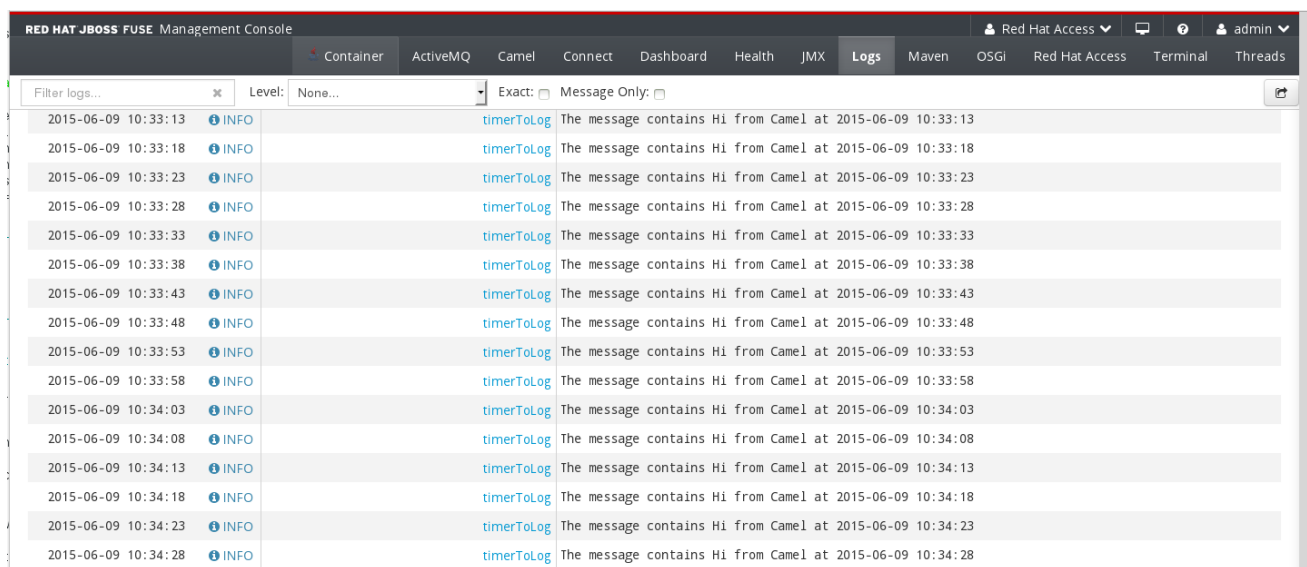 RED HAT JBOSS FUSE Management Console Red Hat Access admin
Container ActiveMQ Camel Connect Dashboard Health JMX Logs Maven OSGi Red Hat Access Terminal Threads
Filter logs... Level: None... Exact: Message Only:
2015-06-09 10:33:13 INFO timerToLog The message contains Hi from Camel at 2015-06-09 10:33:13
2015-06-09 10:33:18 INFO timerToLog The message contains Hi from Camel at 2015-06-09 10:33:18
2015-06-09 10:33:23 INFO timerToLog The message contains Hi from Camel at 2015-06-09 10:33:23
2015-06-09 10:33:28 INFO timerToLog The message contains Hi from Camel at 2015-06-09 10:33:28
2015-06-09 10:33:33 INFO timerToLog The message contains Hi from Camel at 2015-06-09 10:33:33
2015-06-09 10:33:38 INFO timerToLog The message contains Hi from Camel at 2015-06-09 10:33:38
2015-06-09 10:33:43 INFO timerToLog The message contains Hi from Camel at 2015-06-09 10:33:43
2015-06-09 10:33:48 INFO timerToLog The message contains Hi from Camel at 2015-06-09 10:33:48
2015-06-09 10:33:53 INFO timerToLog The message contains Hi from Camel at 2015-06-09 10:33:53
2015-06-09 10:33:58 INFO timerToLog The message contains Hi from Camel at 2015-06-09 10:33:58
2015-06-09 10:34:03 INFO timerToLog The message contains Hi from Camel at 2015-06-09 10:34:03
2015-06-09 10:34:08 INFO timerToLog The message contains Hi from Camel at 2015-06-09 10:34:08
2015-06-09 10:34:13 INFO timerToLog The message contains Hi from Camel at 2015-06-09 10:34:13
2015-06-09 10:34:18 INFO timerToLog The message contains Hi from Camel at 2015-06-09 10:34:18
2015-06-09 10:34:23 INFO timerToLog The message contains Hi from Camel at 2015-06-09 10:34:23
2015-06-09 10:34:28 INFO timerToLog The message contains Hi from Camel at 2015-06-09 10:34:28